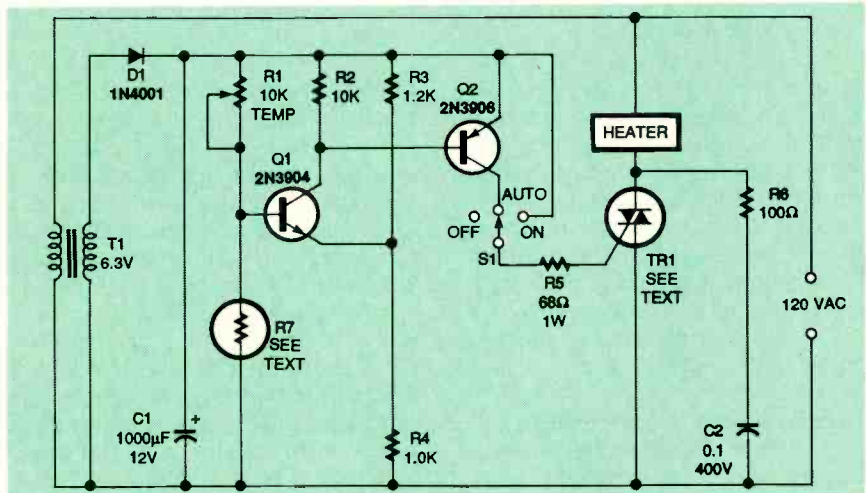 D1
1N4001
R1
10K
TEMP
R2
10K
R3
1.2K
Q2
2N3906
Q1
2N3904
HEATER
AUTO
OFF
ON
S1
R5
68Ω
1W
TR1
SEE
TEXT
R6
100Ω
T1
6.3V
120 VAC
R7
SEE
TEXT
C1
1000µF
12V
+
R4
1.0K
C2
0.1
400V